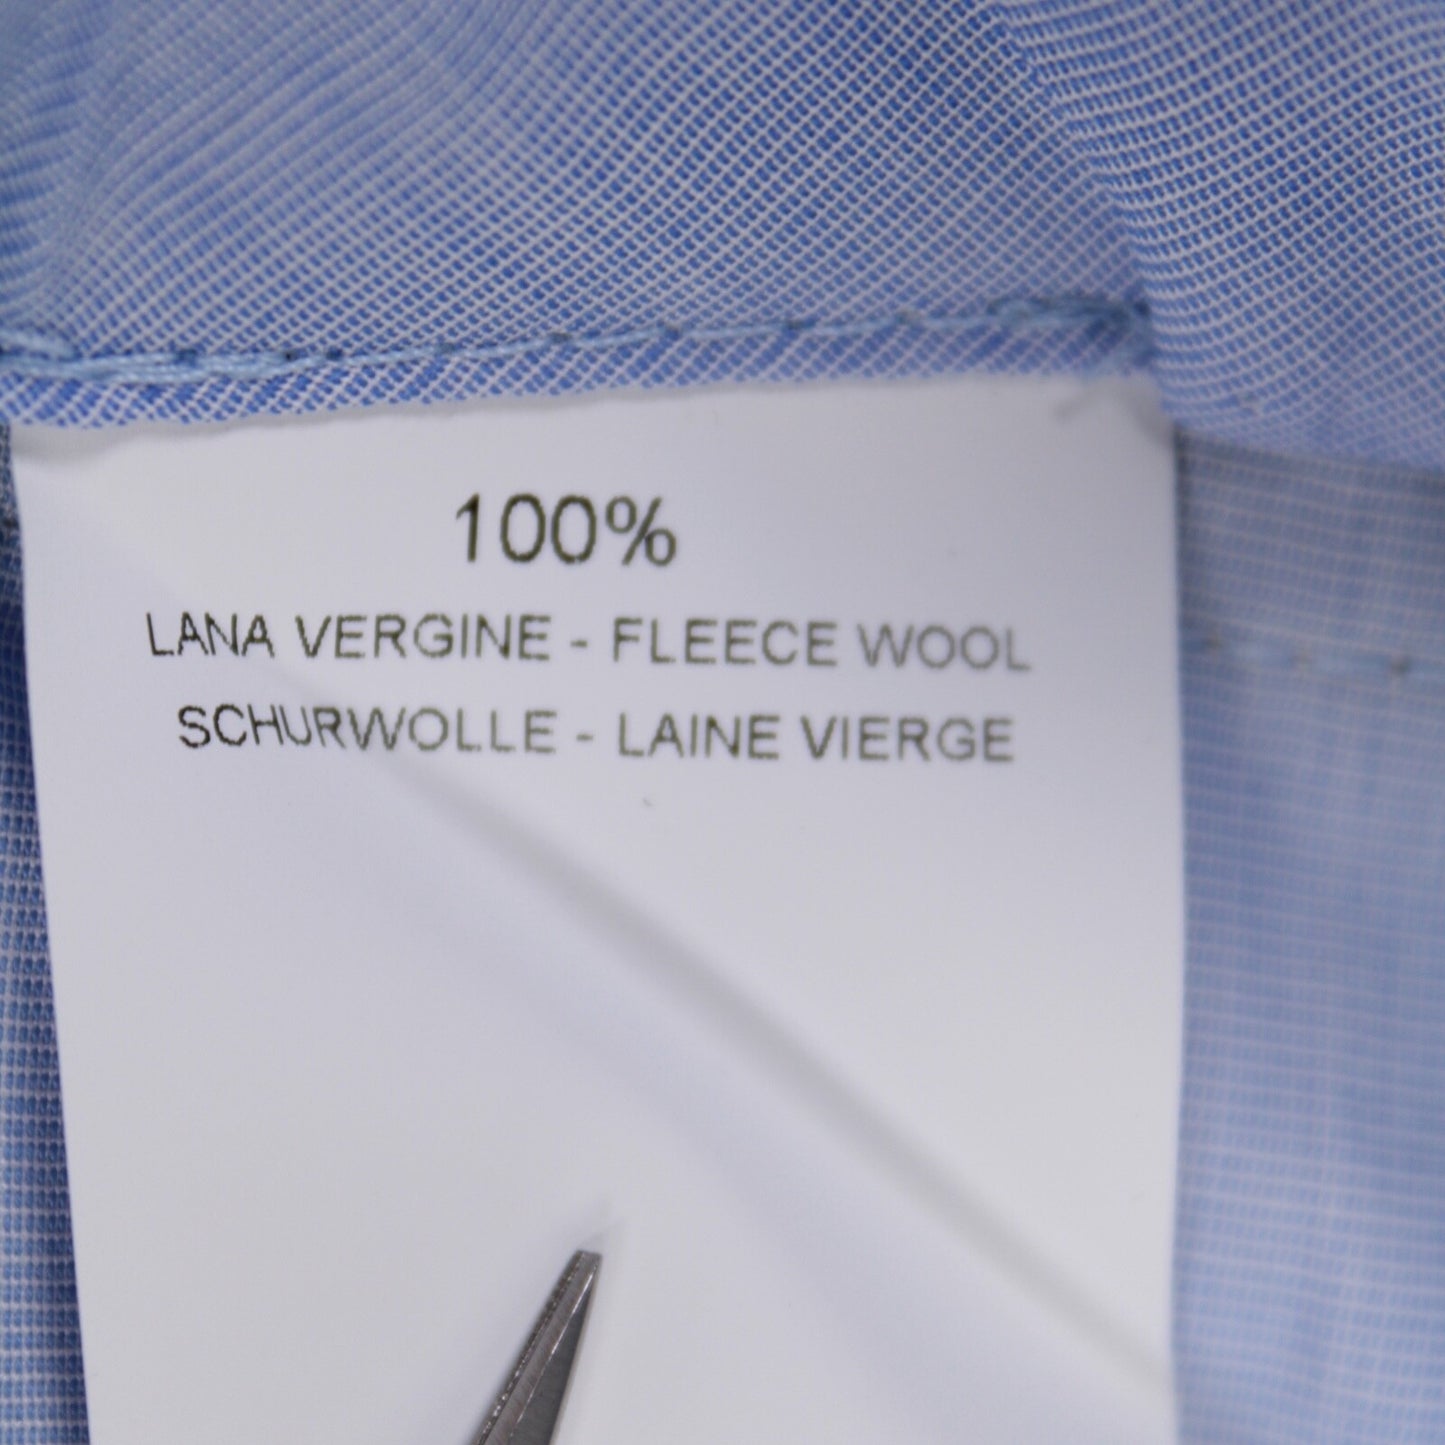 100%
LANA VERGINE - FLEECE WOOL
SCHURWOLLE - LAINE VIERGE